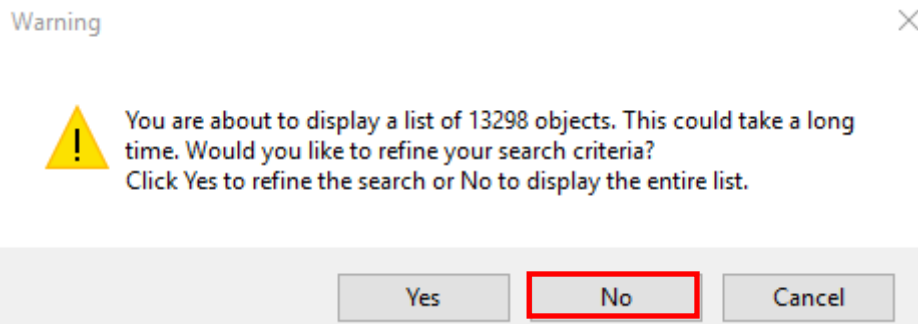 Warning
You are about to display a list of 13298 objects. This could take a long
time. Would you like to refine your search criteria?
Click Yes to refine the search or No to display the entire list.
Yes No Cancel